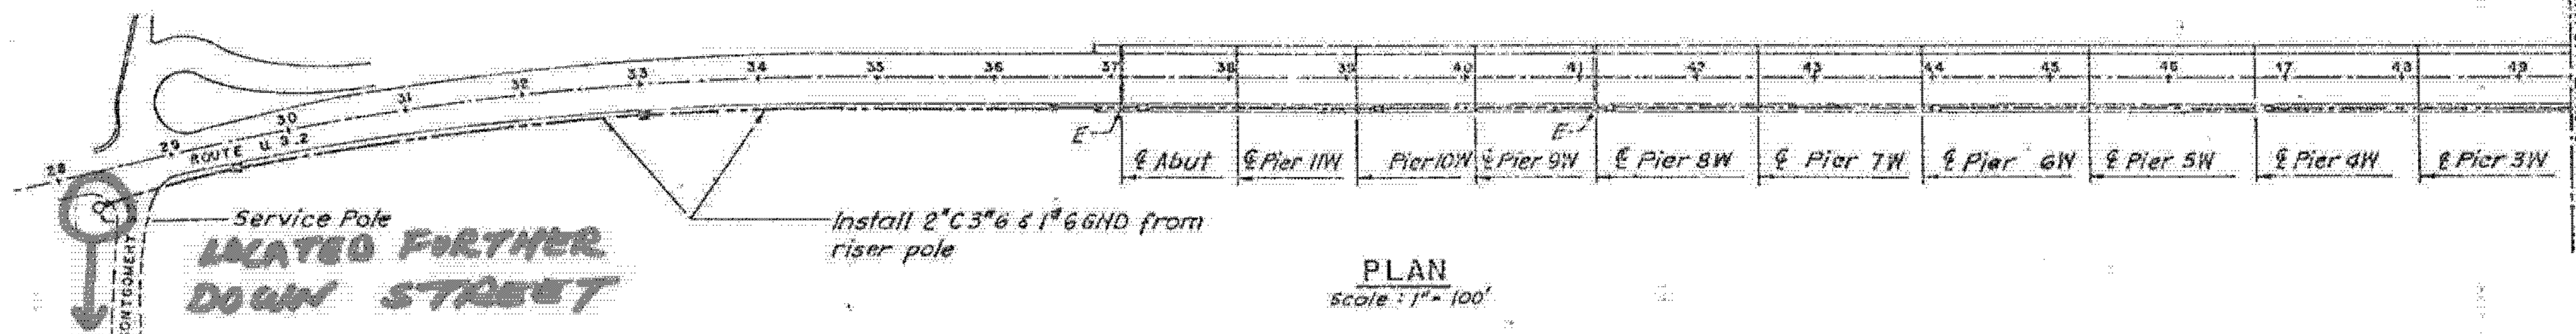 28 29 30 31 32 33 34 35 36 37 38 39 40 41 42 43 44 45 46 47 48 49
ROUTE U.S. 2
E
E
℄ Abut ℄ Pier 11W Pier 10W ℄ Pier 9W ℄ Pier 8W ℄ Pier 7W ℄ Pier 6W ℄ Pier 5W ℄ Pier 4W ℄ Pier 3W
Service Pole
LOCATED FURTHER
DOWN STREET
Install 2"C 3#6 & 1#6 GND from
riser pole
ONTGOMERY S
PLAN
Scale : 1" = 100'